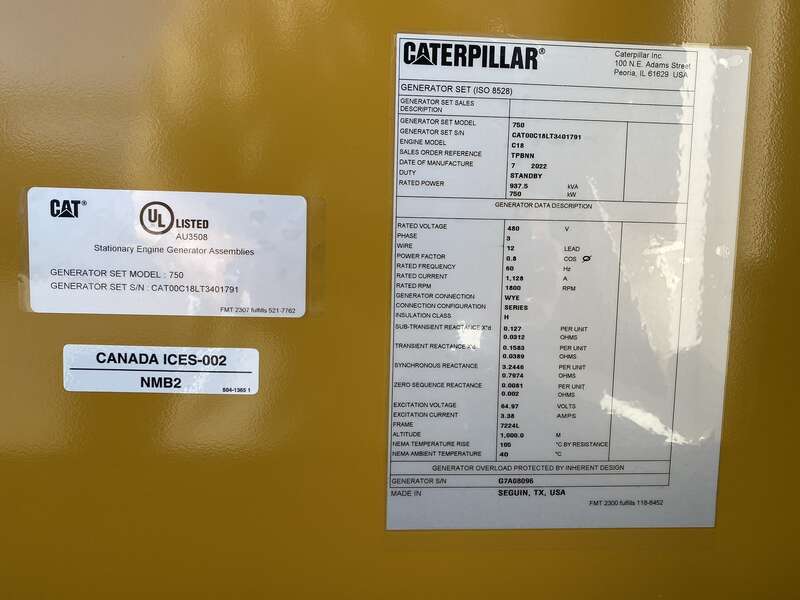 CAT®
UL® LISTED
AU3508
Stationary Engine Generator Assemblies
GENERATOR SET MODEL : 750
GENERATOR SET S/N : CAT00C18LT3401791
FMT 2307 fulfills 521-7762
CANADA ICES-002
NMB2
504-1365 1
CATERPILLAR®
Caterpillar Inc.
100 N.E. Adams Street
Peoria, IL 61629 USA
GENERATOR SET (ISO 8528)
GENERATOR SET SALES
DESCRIPTION
GENERATOR SET MODEL 750
GENERATOR SET S/N CAT00C18LT3401791
ENGINE MODEL C18
SALES ORDER REFERENCE TPBNN
DATE OF MANUFACTURE 7 2022
DUTY STANDBY
RATED POWER 937.5 kVA
750 kW
GENERATOR DATA DESCRIPTION
RATED VOLTAGE 480 V
PHASE 3
WIRE 12 LEAD
POWER FACTOR 0.8 COS Ø
RATED FREQUENCY 60 Hz
RATED CURRENT 1,128 A
RATED RPM 1800 RPM
GENERATOR CONNECTION WYE
CONNECTION CONFIGURATION SERIES
INSULATION CLASS H
SUB-TRANSIENT REACTANCE X"d 0.127 PER UNIT
0.0312 OHMS
TRANSIENT REACTANCE X'd 0.1583 PER UNIT
0.0389 OHMS
SYNCHRONOUS REACTANCE 3.2446 PER UNIT
0.7974 OHMS
ZERO SEQUENCE REACTANCE 0.0081 PER UNIT
0.002 OHMS
EXCITATION VOLTAGE 64.97 VOLTS
EXCITATION CURRENT 3.38 AMPS
FRAME 7224L
ALTITUDE 1,000.0 M
NEMA TEMPERATURE RISE 105 °C BY RESISTANCE
NEMA AMBIENT TEMPERATURE 40 °C
GENERATOR OVERLOAD PROTECTED BY INHERENT DESIGN
GENERATOR S/N G7A08096
MADE IN SEGUIN, TX, USA
FMT 2300 fulfills 118-8452